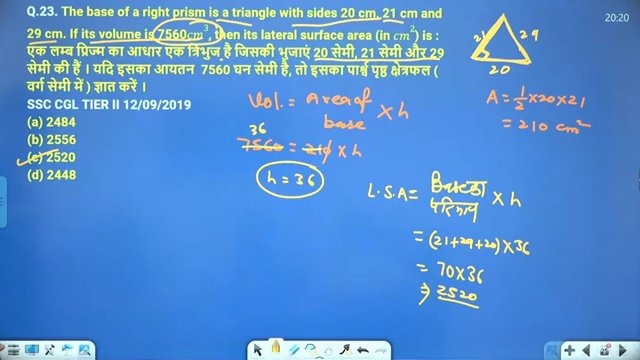 20:20
Q.23. The base of a right prism is a triangle with sides 20 cm, 21 cm and
29 cm. If its volume is 7560cm³, then its lateral surface area (in cm²) is :
एक लम्ब प्रिज्म का आधार एक त्रिभुज है जिसकी भुजाएं 20 सेमी, 21 सेमी और 29
सेमी की हैं। यदि इसका आयतन 7560 घन सेमी है, तो इसका पार्श्व पृष्ठ क्षेत्रफल
(वर्ग सेमी में) ज्ञात करें ।
SSC CGL TIER II 12/09/2019
(a) 2484
(b) 2556
(c) 2520
(d) 2448
Vol. = Area of base × h
36
7560 = 210 × h
h = 36
21 29
20
A = 1/2 × 20 × 21
= 210 cm²
L.S.A = Base का परिमाप × h
= (21+29+20) × 36
= 70 × 36
⇒ 2520